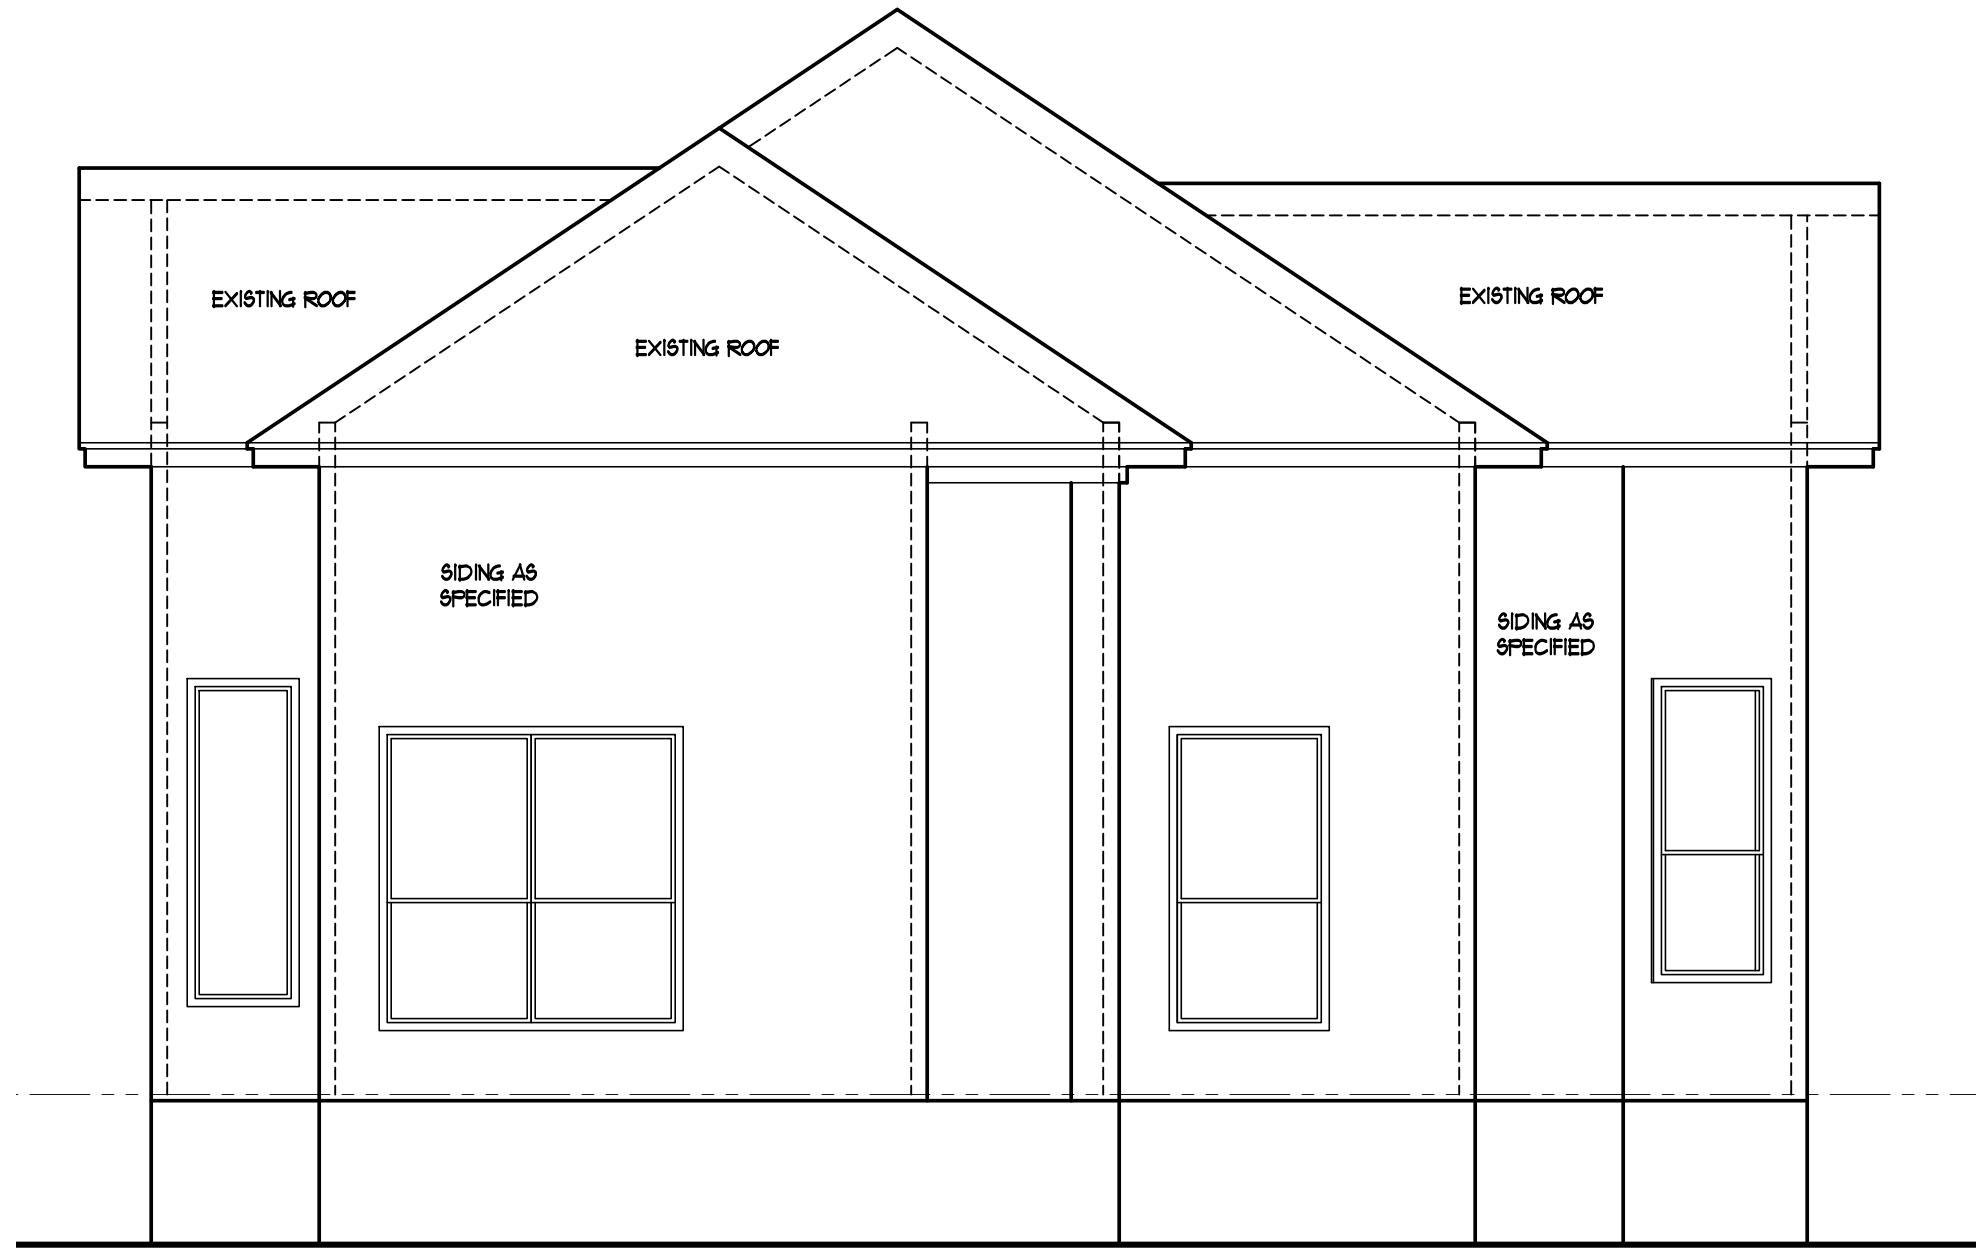 EXISTING ROOF
EXISTING ROOF
EXISTING ROOF
SIDING AS
SPECIFIED
SIDING AS
SPECIFIED